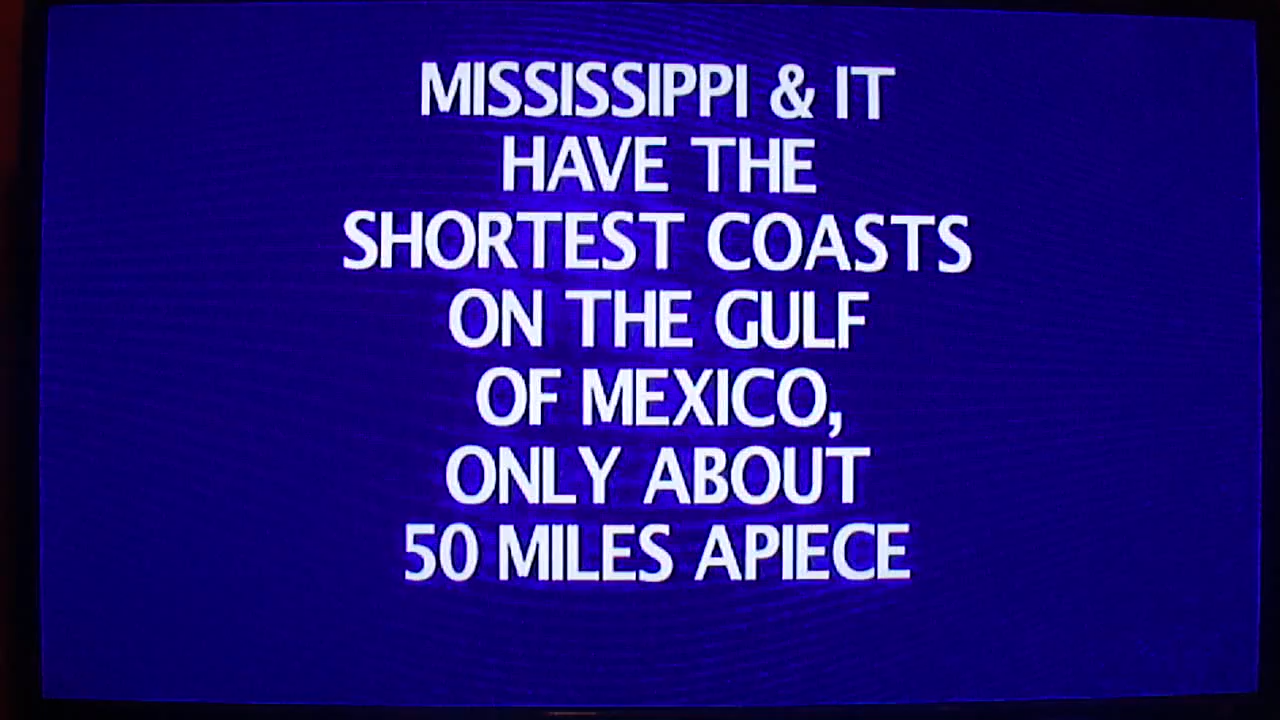 MISSISSIPPI & IT
HAVE THE
SHORTEST COASTS
ON THE GULF
OF MEXICO,
ONLY ABOUT
50 MILES APIECE